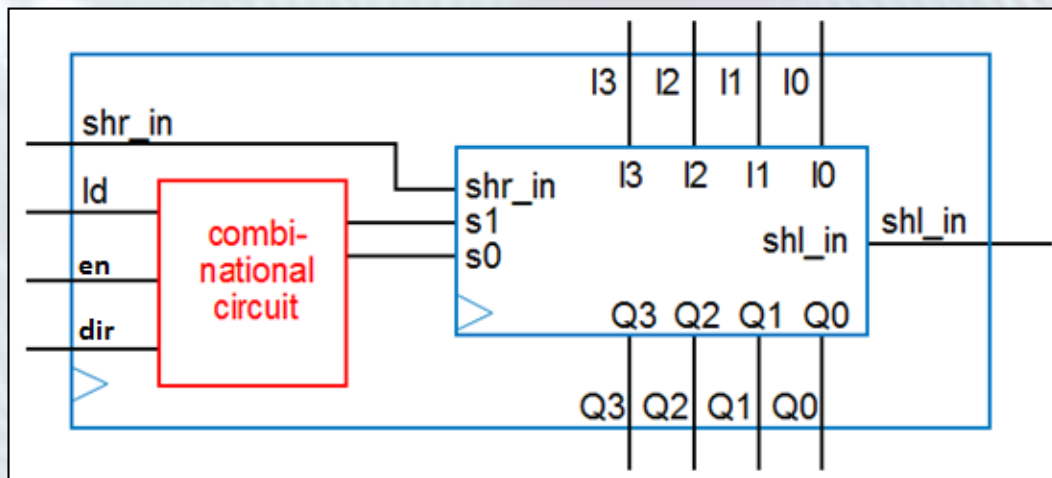 I3 I2 I1 I0
shr_in
ld
en
dir
combi-
national
circuit
shr_in
s1
s0
I3 I2 I1 I0
shl_in
shl_in
Q3 Q2 Q1 Q0
Q3 Q2 Q1 Q0